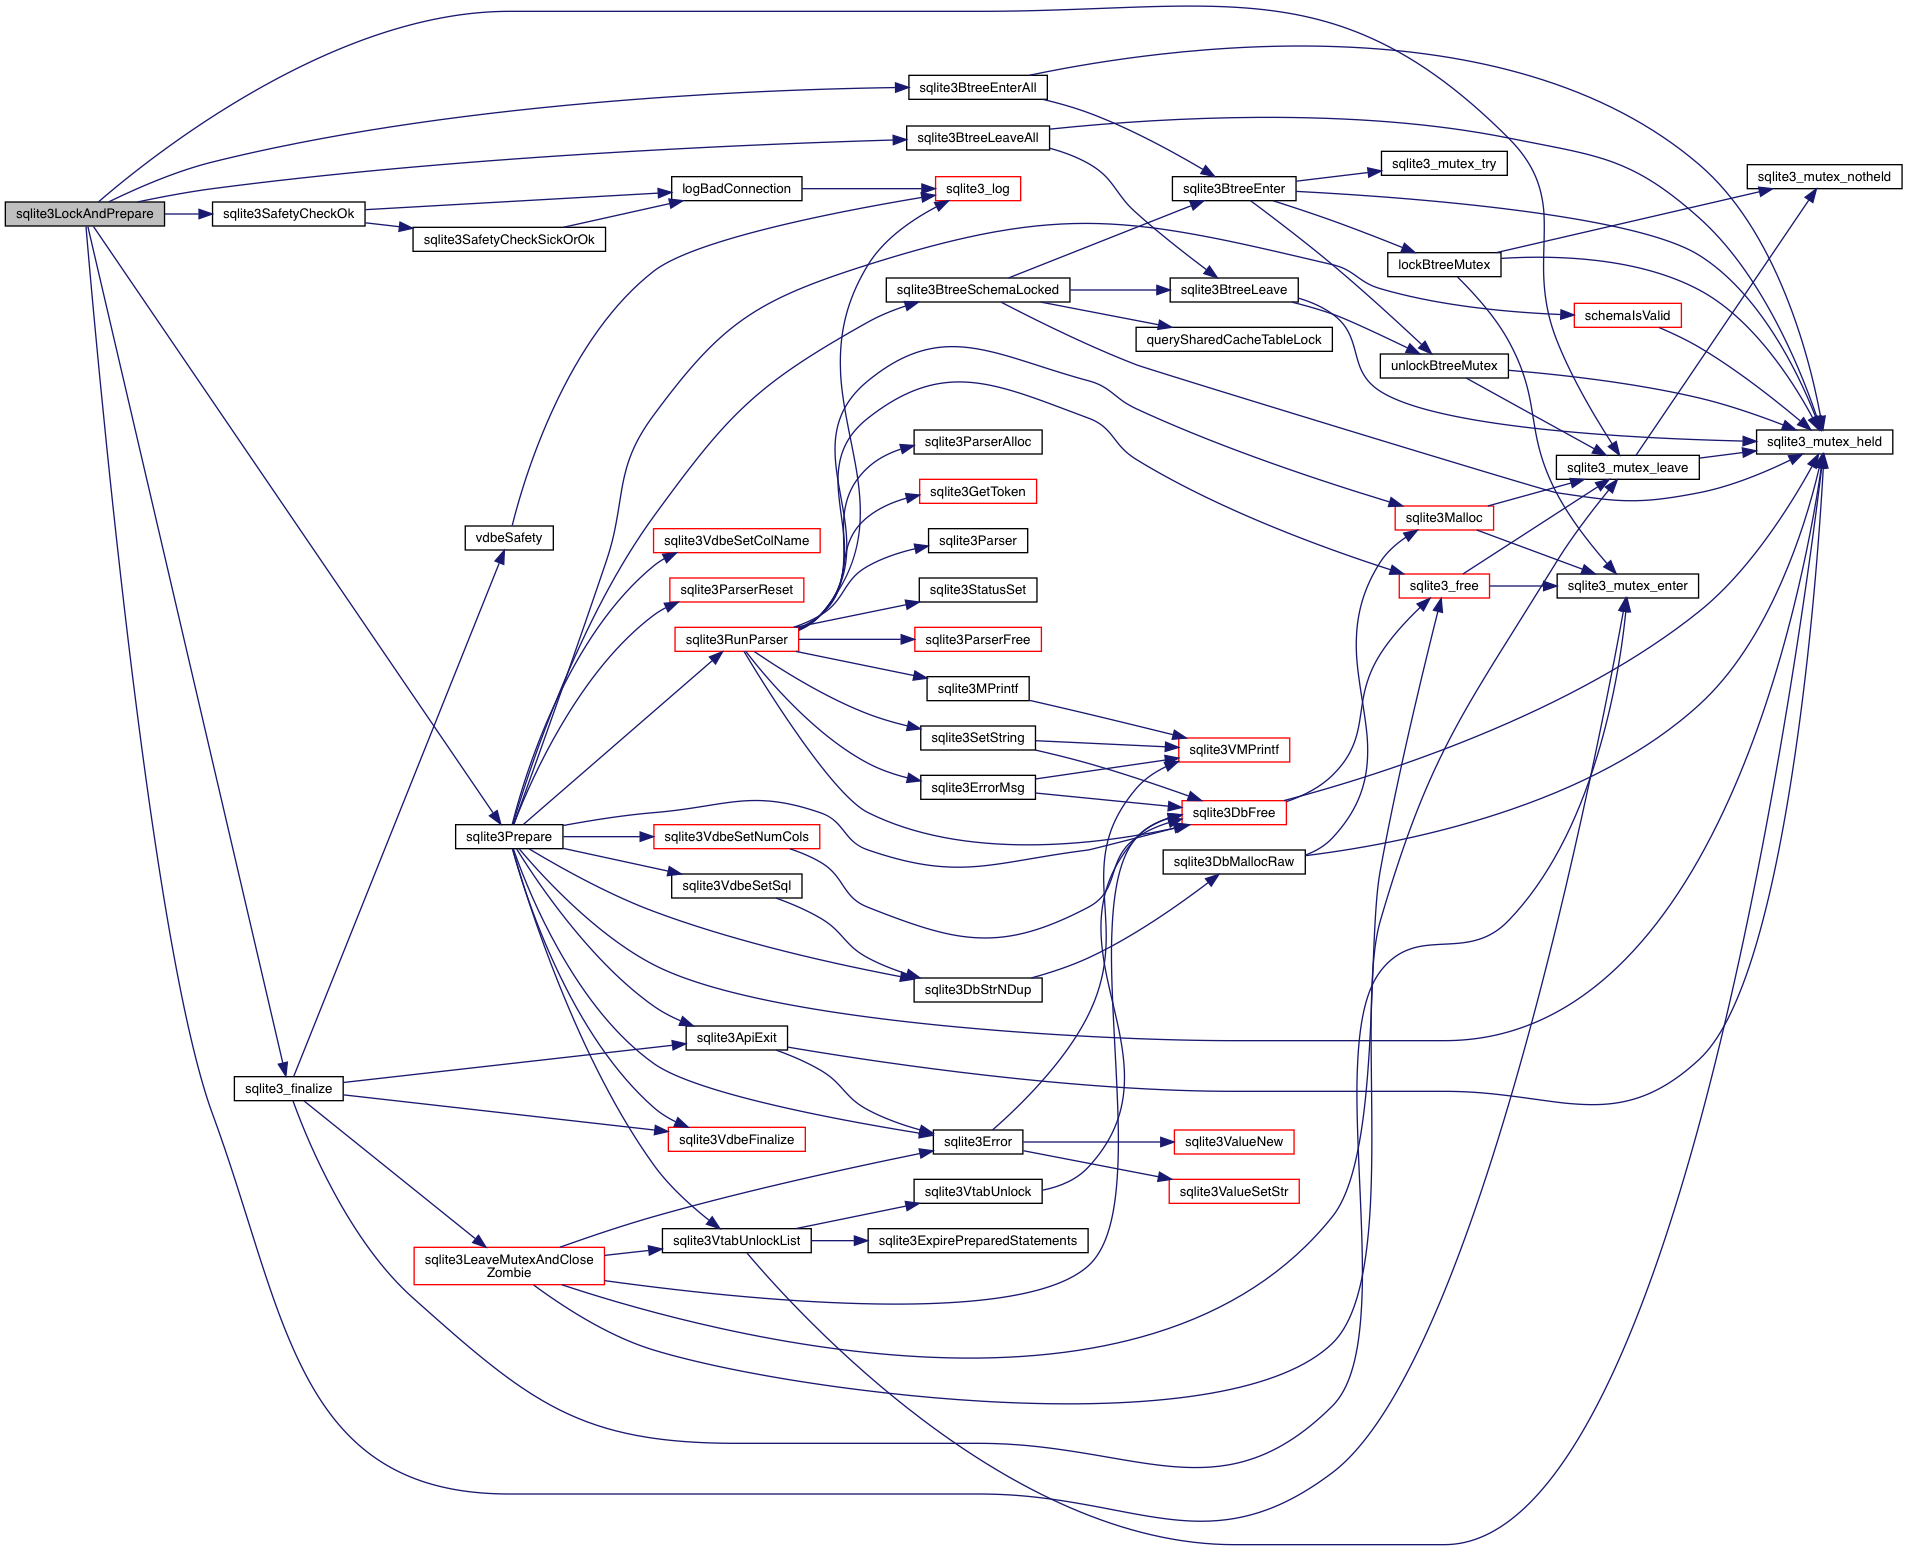 sqlite3BtreeEnterAll
sqlite3BtreeLeaveAll
sqlite3_mutex_try
sqlite3_mutex_notheld
logBadConnection
sqlite3_log
sqlite3BtreeEnter
sqlite3LockAndPrepare
sqlite3SafetyCheckOk
sqlite3SafetyCheckSickOrOk
lockBtreeMutex
sqlite3BtreeSchemaLocked
sqlite3BtreeLeave
schemaIsValid
querySharedCacheTableLock
unlockBtreeMutex
sqlite3ParserAlloc
sqlite3_mutex_held
sqlite3_mutex_leave
sqlite3GetToken
sqlite3Malloc
vdbeSafety
sqlite3VdbeSetColName
sqlite3Parser
sqlite3ParserReset
sqlite3StatusSet
sqlite3_free
sqlite3_mutex_enter
sqlite3RunParser
sqlite3ParserFree
sqlite3MPrintf
sqlite3SetString
sqlite3VMPrintf
sqlite3ErrorMsg
sqlite3DbFree
sqlite3Prepare
sqlite3VdbeSetNumCols
sqlite3DbMallocRaw
sqlite3VdbeSetSql
sqlite3DbStrNDup
sqlite3ApiExit
sqlite3_finalize
sqlite3VdbeFinalize
sqlite3Error
sqlite3ValueNew
sqlite3VtabUnlock
sqlite3ValueSetStr
sqlite3VtabUnlockList
sqlite3ExpirePreparedStatements
sqlite3LeaveMutexAndClose
Zombie